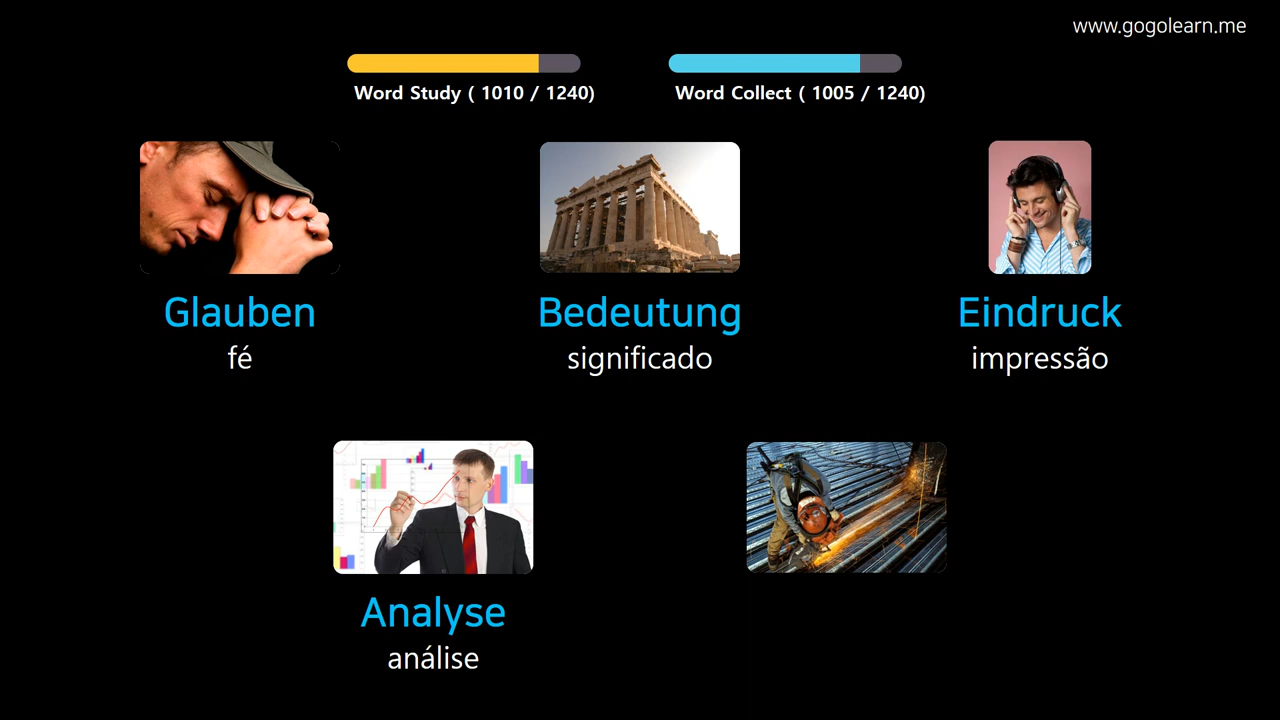 www.gogolearn.me
Word Study ( 1010 / 1240)
Word Collect ( 1005 / 1240)
Glauben
fé
Bedeutung
significado
Eindruck
impressão
Analyse
análise